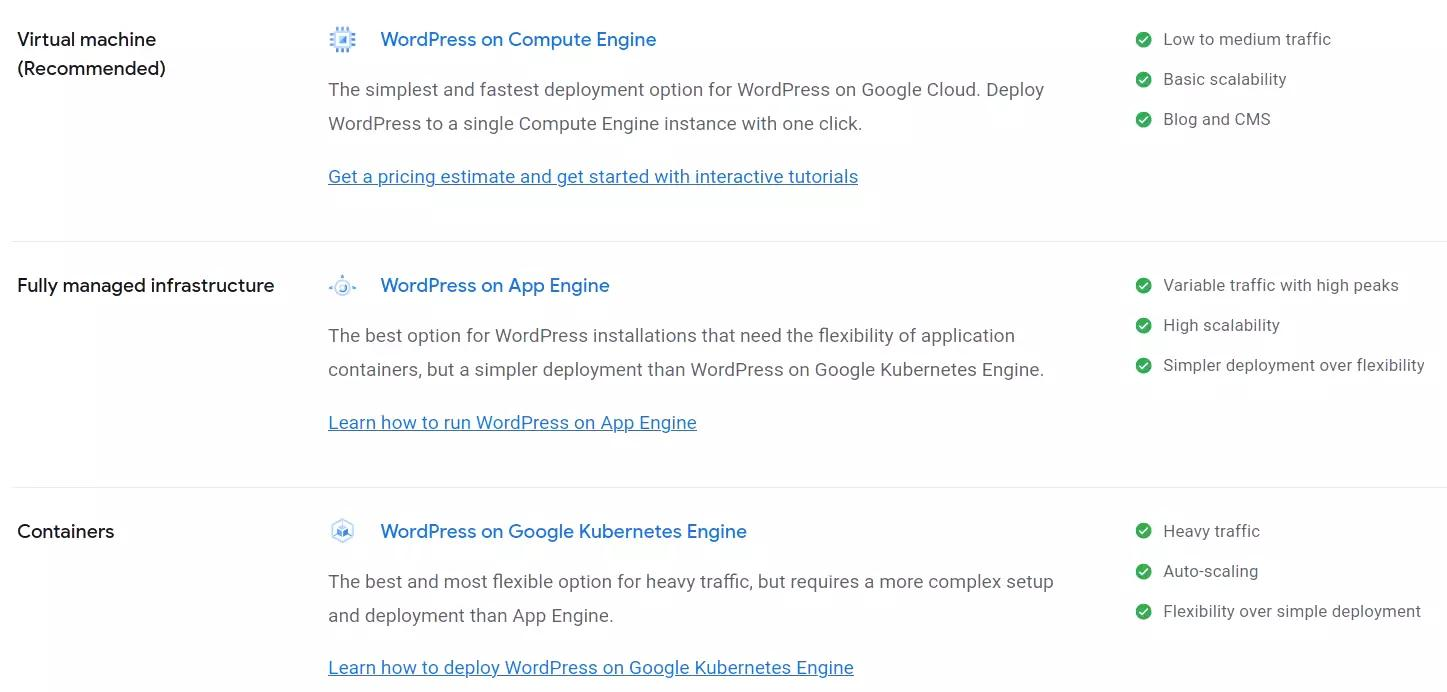 Virtual machine
(Recommended)
WordPress on Compute Engine
The simplest and fastest deployment option for WordPress on Google Cloud. Deploy
WordPress to a single Compute Engine instance with one click.
Get a pricing estimate and get started with interactive tutorials
Low to medium traffic
Basic scalability
Blog and CMS
Fully managed infrastructure
WordPress on App Engine
The best option for WordPress installations that need the flexibility of application
containers, but a simpler deployment than WordPress on Google Kubernetes Engine.
Learn how to run WordPress on App Engine
Variable traffic with high peaks
High scalability
Simpler deployment over flexibility
Containers
WordPress on Google Kubernetes Engine
The best and most flexible option for heavy traffic, but requires a more complex setup
and deployment than App Engine.
Learn how to deploy WordPress on Google Kubernetes Engine
Heavy traffic
Auto-scaling
Flexibility over simple deployment